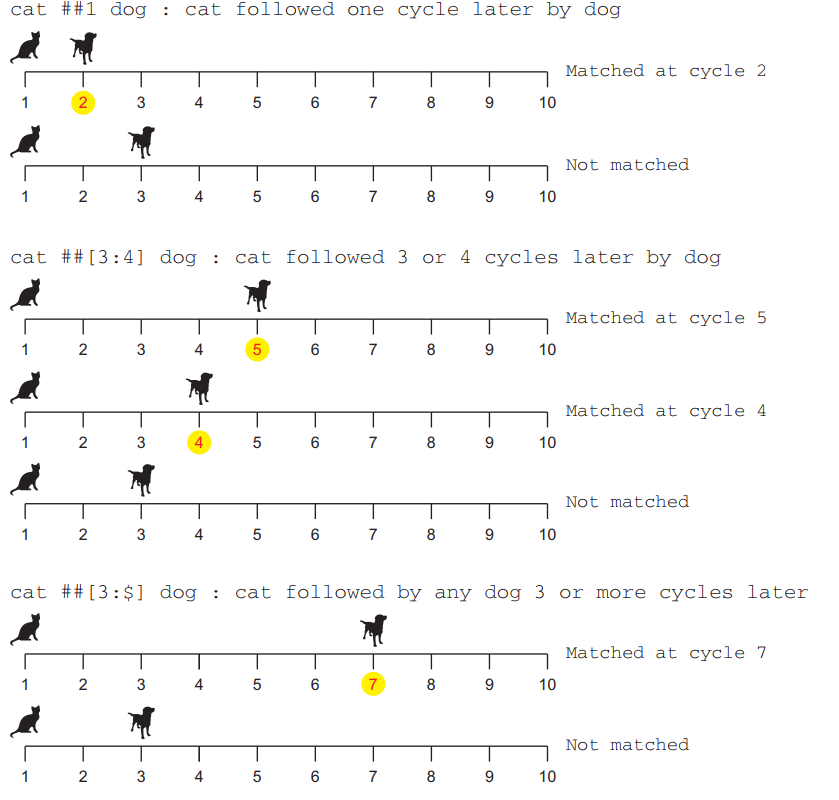 cat ##1 dog : cat followed one cycle later by dog
Matched at cycle 2
1 2 3 4 5 6 7 8 9 10
Not matched
1 2 3 4 5 6 7 8 9 10
cat ##[3:4] dog : cat followed 3 or 4 cycles later by dog
Matched at cycle 5
1 2 3 4 5 6 7 8 9 10
Matched at cycle 4
1 2 3 4 5 6 7 8 9 10
Not matched
1 2 3 4 5 6 7 8 9 10
cat ##[3:$] dog : cat followed by any dog 3 or more cycles later
Matched at cycle 7
1 2 3 4 5 6 7 8 9 10
Not matched
1 2 3 4 5 6 7 8 9 10